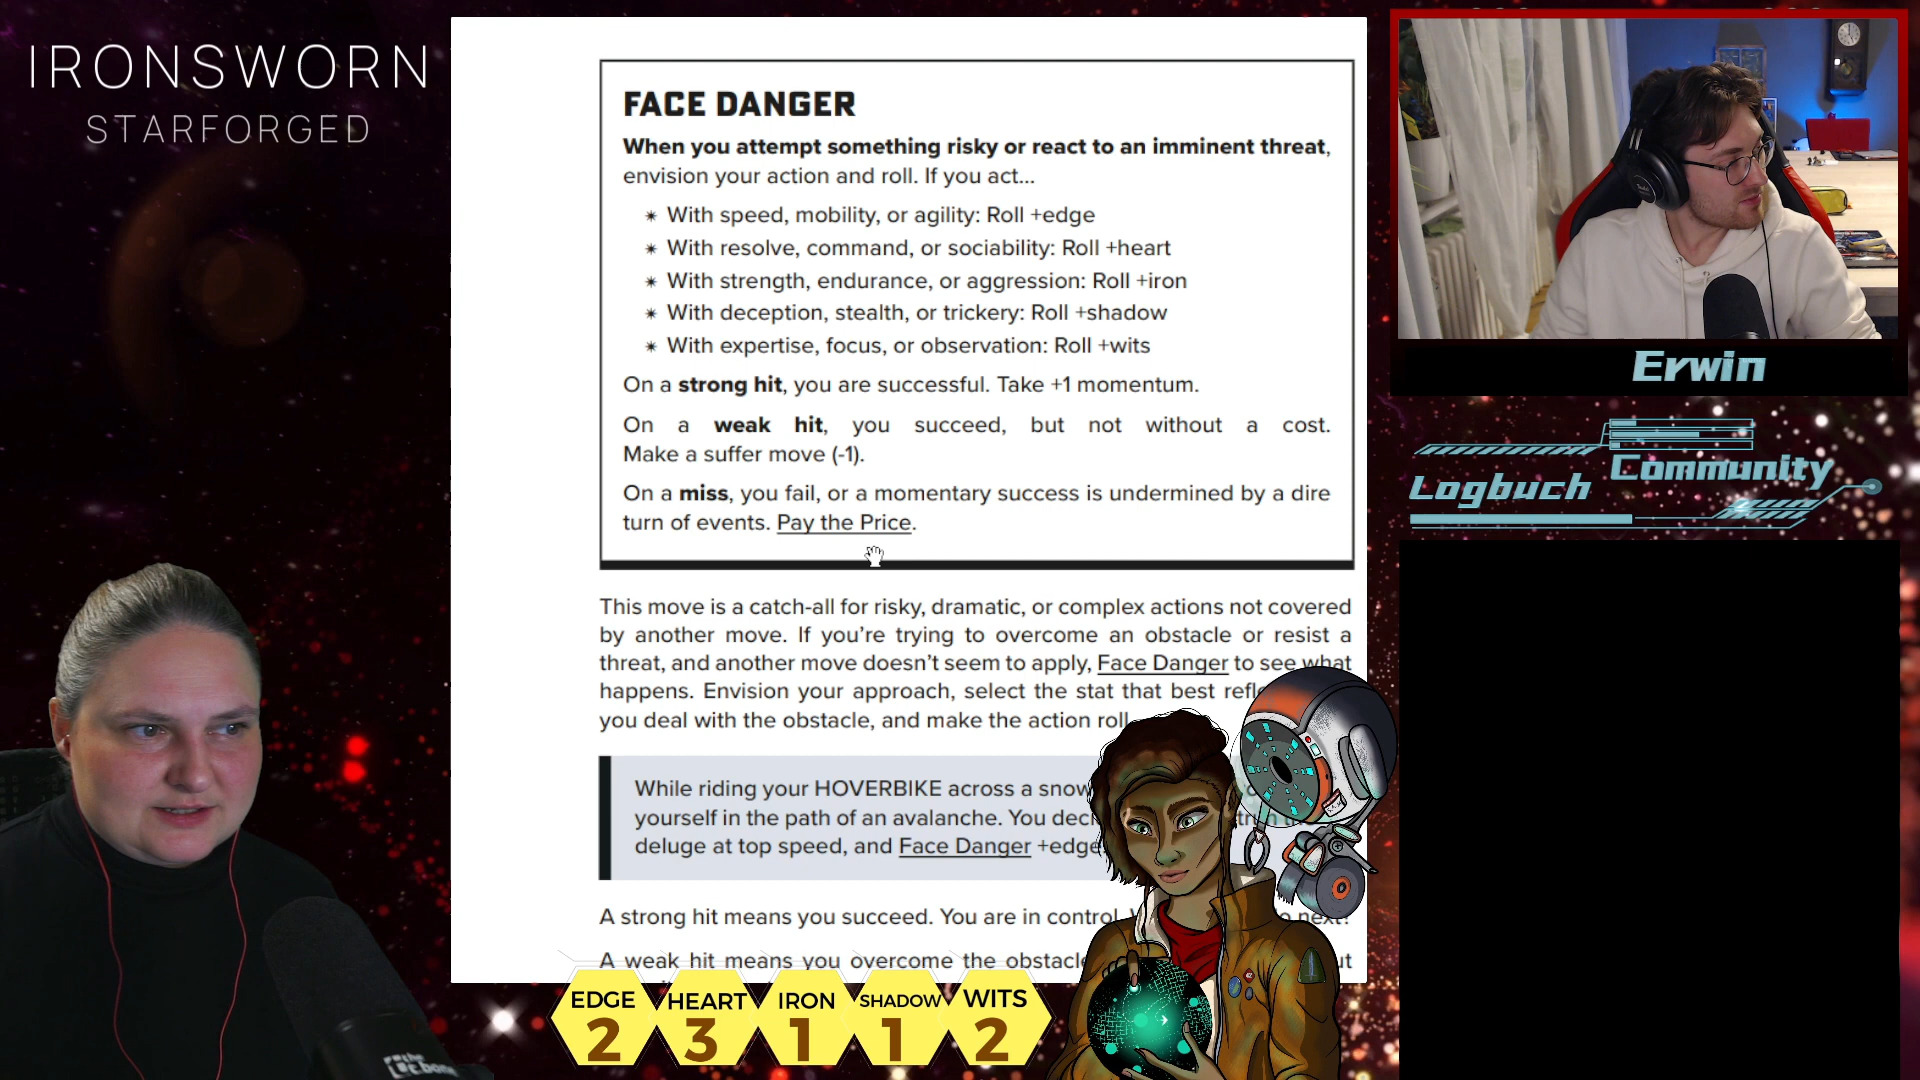 IRONSWORN
STARFORGED
FACE DANGER
When you attempt something risky or react to an imminent threat,
envision your action and roll. If you act...
✴ With speed, mobility, or agility: Roll +edge
✴ With resolve, command, or sociability: Roll +heart
✴ With strength, endurance, or aggression: Roll +iron
✴ With deception, stealth, or trickery: Roll +shadow
✴ With expertise, focus, or observation: Roll +wits
On a strong hit, you are successful. Take +1 momentum.
On a weak hit, you succeed, but not without a cost.
Make a suffer move (-1).
On a miss, you fail, or a momentary success is undermined by a dire
turn of events. Pay the Price.
This move is a catch-all for risky, dramatic, or complex actions not covered
by another move. If you’re trying to overcome an obstacle or resist a
threat, and another move doesn’t seem to apply, Face Danger to see what
happens. Envision your approach, select the stat that best
you deal with the obstacle, and make the action roll
While riding your HOVERBIKE across a
yourself in the path of an avalanche. You
deluge at top speed, and Face Danger +edge
A strong hit means you succeed. You are in control. next?
A weak hit means you overcome the
EDGE
2
HEART
3
IRON
1
SHADOW
1
WITS
2
Erwin
Logbuch
Community